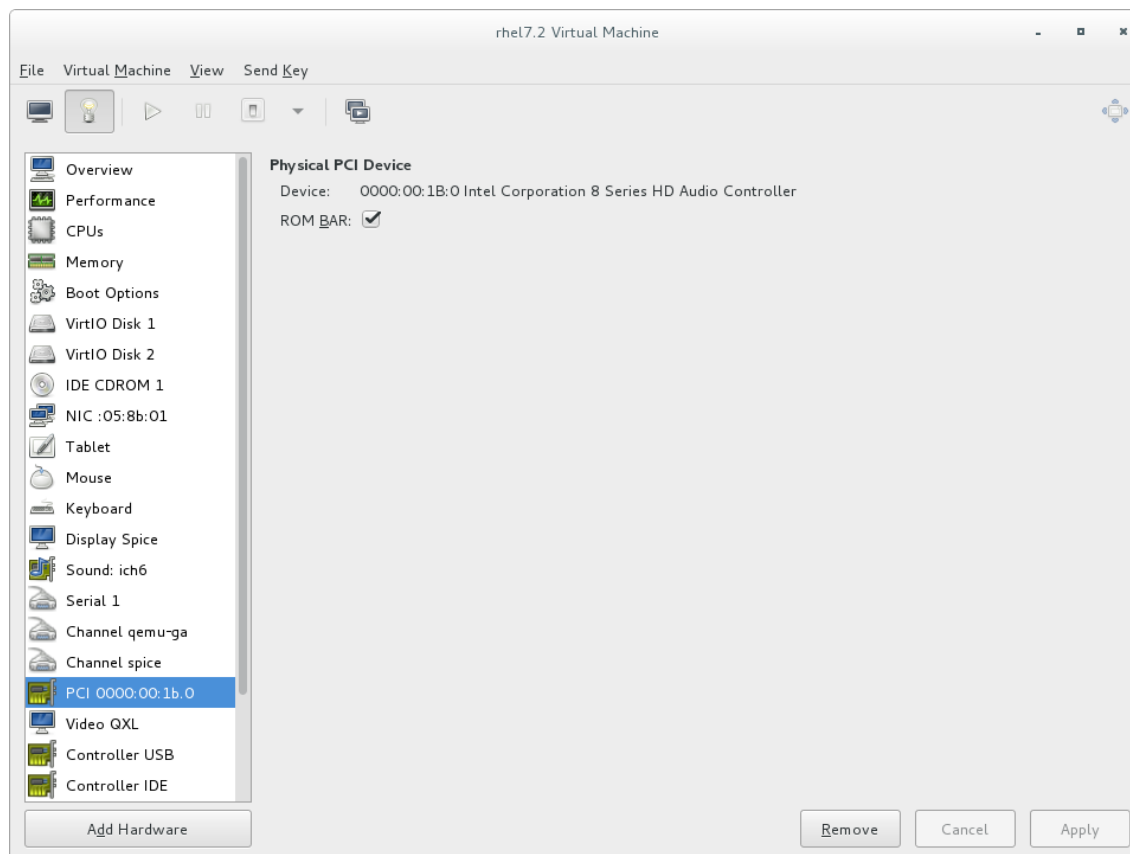 rhel7.2 Virtual Machine
File Virtual Machine View Send Key
Overview
Performance
CPUs
Memory
Boot Options
VirtIO Disk 1
VirtIO Disk 2
IDE CDROM 1
NIC :05:8b:01
Tablet
Mouse
Keyboard
Display Spice
Sound: ich6
Serial 1
Channel qemu-ga
Channel spice
PCI 0000:00:1b.0
Video QXL
Controller USB
Controller IDE
Add Hardware
Physical PCI Device
Device: 0000:00:1B:0 Intel Corporation 8 Series HD Audio Controller
ROM BAR:
Remove Cancel Apply